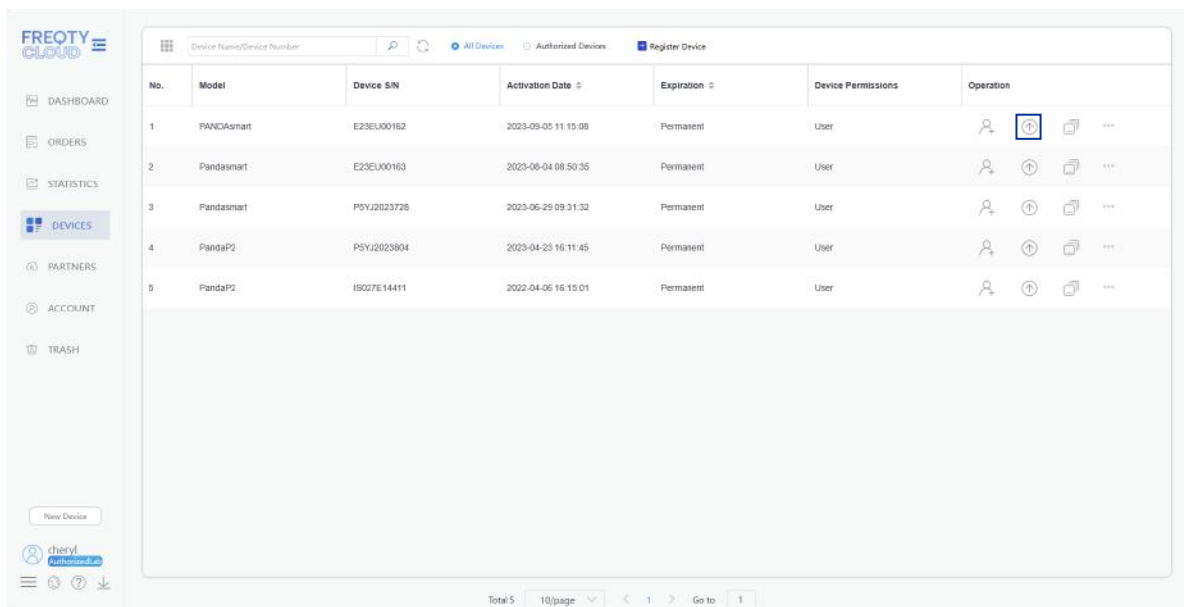 FREQTY
CLOUD
DASHBOARD
ORDERS
STATISTICS
DEVICES
PARTNERS
ACCOUNT
TRASH
New Device
cheryl
AuthorizedLab
Device Name/Device Number All Devices Authorized Devices Register Device
No. Model Device S/N Activation Date Expiration Device Permissions Operation
1 PANDAsmart E23EU00162 2023-09-05 11:15:08 Permanent User
2 Pandasmart E23EU00163 2023-08-04 08:50:35 Permanent User
3 Pandasmart P5YJ2023726 2023-06-29 09:31:32 Permanent User
4 PandaP2 P5YJ2023804 2023-04-23 16:11:45 Permanent User
5 PandaP2 IS027E14411 2022-04-06 16:15:01 Permanent User
Total 5 10/page 1 Go to 1